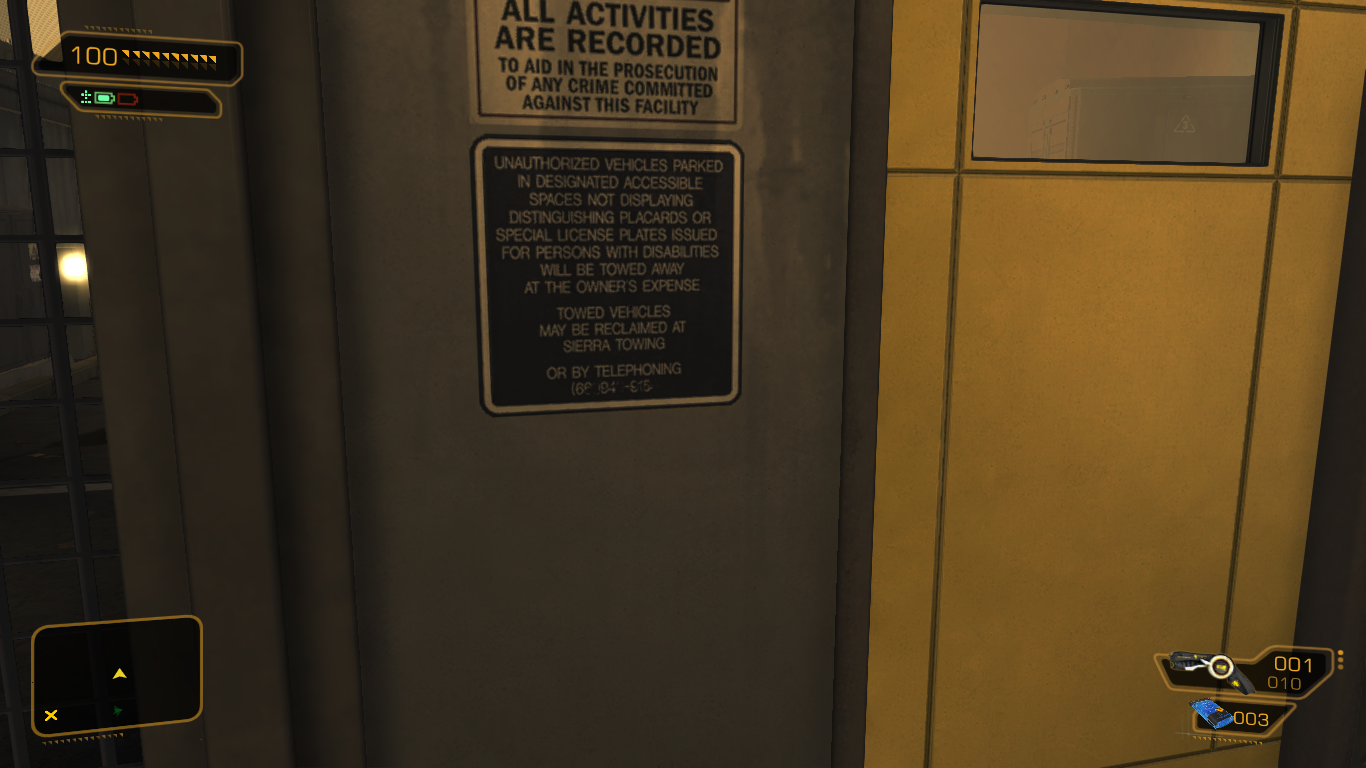 100
ALL ACTIVITIES
ARE RECORDED
TO AID IN THE PROSECUTION
OF ANY CRIME COMMITTED
AGAINST THIS FACILITY
UNAUTHORIZED VEHICLES PARKED
IN DESIGNATED ACCESSIBLE
SPACES NOT DISPLAYING
DISTINGUISHING PLACARDS OR
SPECIAL LICENSE PLATES ISSUED
FOR PERSONS WITH DISABILITIES
WILL BE TOWED AWAY
AT THE OWNER'S EXPENSE
TOWED VEHICLES
MAY BE RECLAIMED AT
SIERRA TOWING
OR BY TELEPHONING
001
010
003